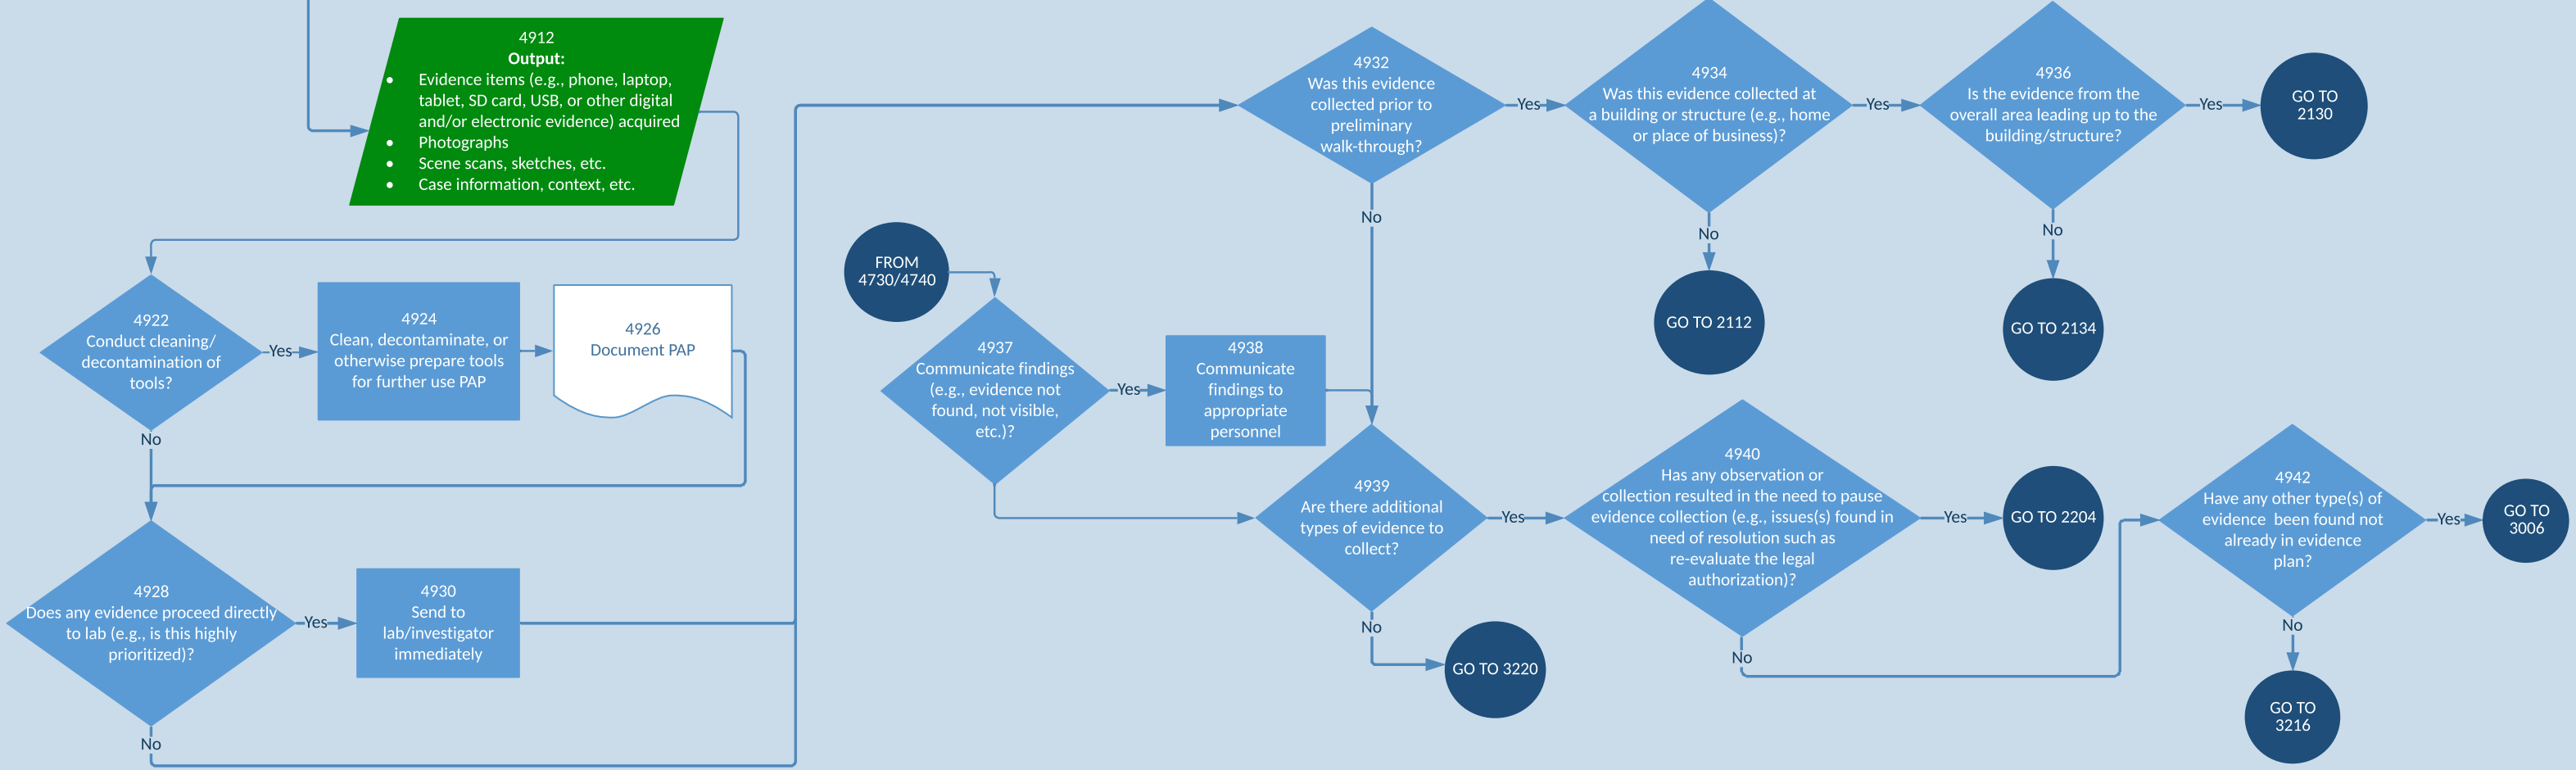 4912
Output:
• Evidence items (e.g., phone, laptop,
tablet, SD card, USB, or other digital
and/or electronic evidence) acquired
• Photographs
• Scene scans, sketches, etc.
• Case information, context, etc.
4922
Conduct cleaning/
decontamination of
tools?
Yes
No
4924
Clean, decontaminate, or
otherwise prepare tools
for further use PAP
4926
Document PAP
4928
Does any evidence proceed directly
to lab (e.g., is this highly
prioritized)?
Yes
No
4930
Send to
lab/investigator
immediately
4932
Was this evidence
collected prior to
preliminary
walk-through?
Yes
No
4934
Was this evidence collected at
a building or structure (e.g., home
or place of business)?
Yes
No
GO TO 2112
4936
Is the evidence from the
overall area leading up to the
building/structure?
Yes
No
GO TO
2130
GO TO 2134
FROM
4730/4740
4937
Communicate findings
(e.g., evidence not
found, not visible,
etc.)?
Yes
4938
Communicate
findings to
appropriate
personnel
4939
Are there additional
types of evidence to
collect?
Yes
No
GO TO 3220
4940
Has any observation or
collection resulted in the need to pause
evidence collection (e.g., issues(s) found in
need of resolution such as
re-evaluate the legal
authorization)?
Yes
No
GO TO 2204
4942
Have any other type(s) of
evidence been found not
already in evidence
plan?
Yes
No
GO TO
3006
GO TO
3216